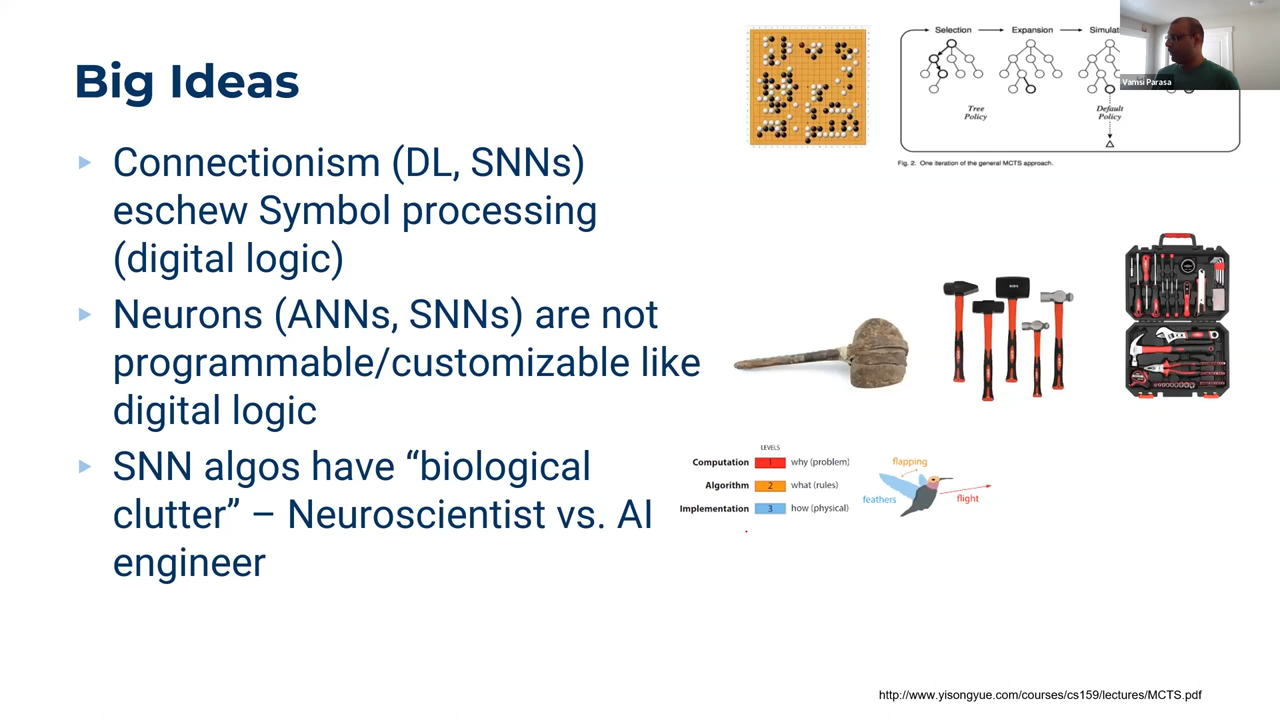 Big Ideas
Connectionism (DL, SNNs)
eschew Symbol processing
(digital logic)
Neurons (ANNs, SNNs) are not
programmable/customizable like
digital logic
SNN algos have “biological
clutter” – Neuroscientist vs. AI
engineer
Selection Expansion Simulat
Tree
Policy
Default
Policy
Fig. 2. One iteration of the general MCTS approach.
Vamsi Parasa
LEVELS
Computation 1 why (problem)
Algorithm 2 what (rules)
Implementation 3 how (physical)
flapping
feathers
flight
http://www.yisongyue.com/courses/cs159/lectures/MCTS.pdf